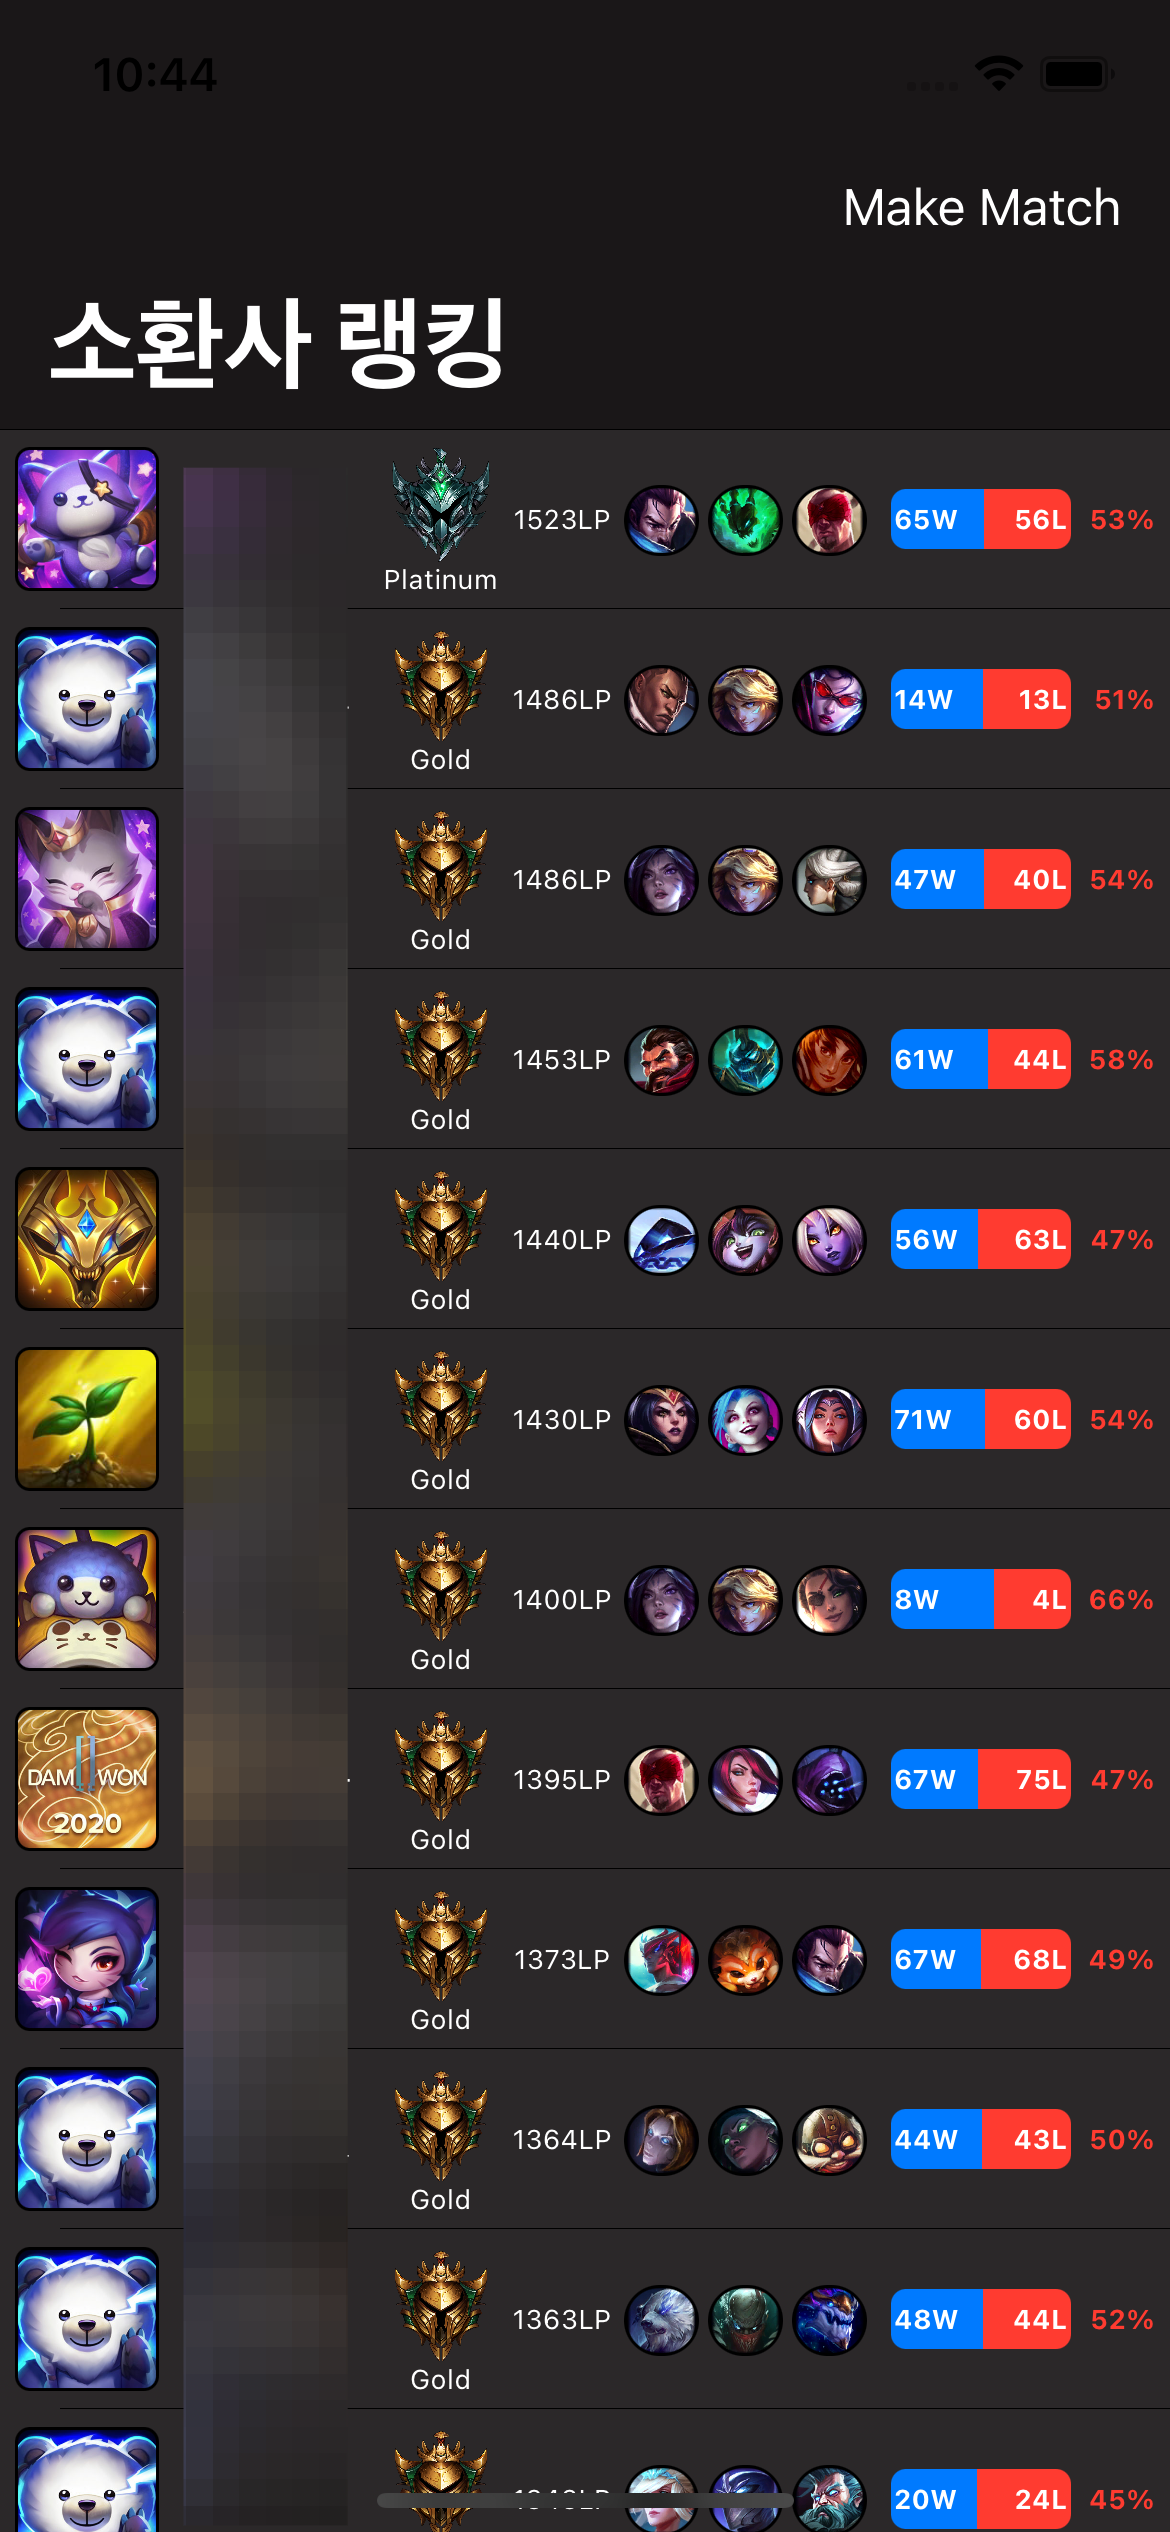 10:44
Make Match
소환사 랭킹
1523LP 65W 56L 53%
Platinum
1486LP 14W 13L 51%
Gold
1486LP 47W 40L 54%
Gold
1453LP 61W 44L 58%
Gold
1440LP 56W 63L 47%
Gold
1430LP 71W 60L 54%
Gold
1400LP 8W 4L 66%
Gold
DAMWON
2020
1395LP 67W 75L 47%
Gold
1373LP 67W 68L 49%
Gold
1364LP 44W 43L 50%
Gold
1363LP 48W 44L 52%
Gold
20W 24L 45%